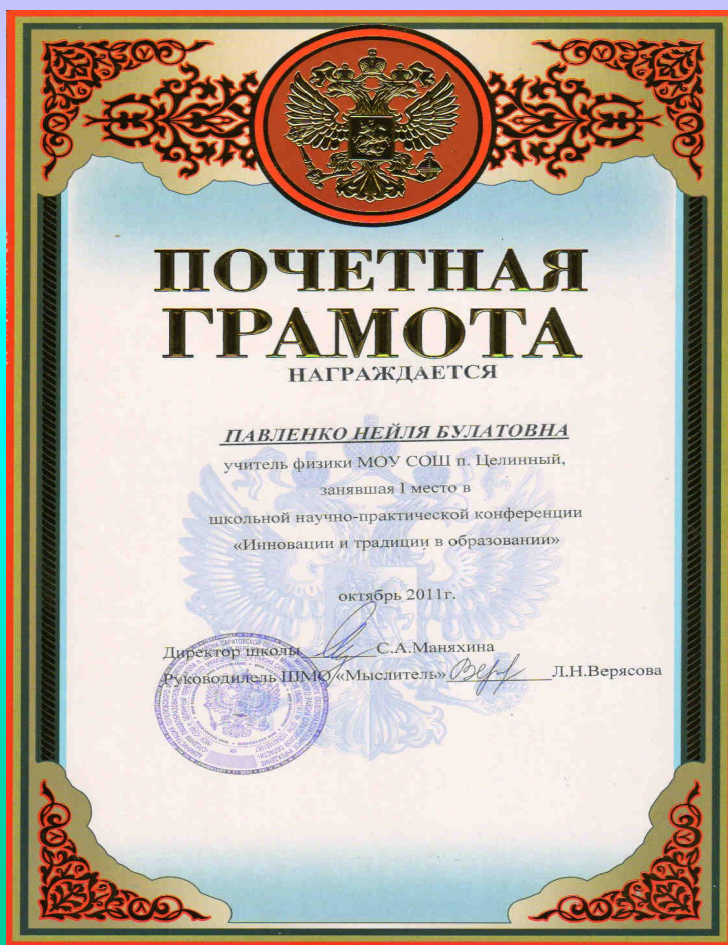 ПОЧЕТНАЯ
ГРАМОТА
НАГРАЖДАЕТСЯ
ПАВЛЕНКО НЕЙЛЯ БУЛАТОВНА
учитель физики МОУ СОШ п. Целинный,
занявшая I место в
школьной научно-практической конференции
«Инновации и традиции в образовании»
октябрь 2011г.
Директор школы С.А.Маняхина
Руководилель ШМО «Мыслитель» Л.Н.Верясова